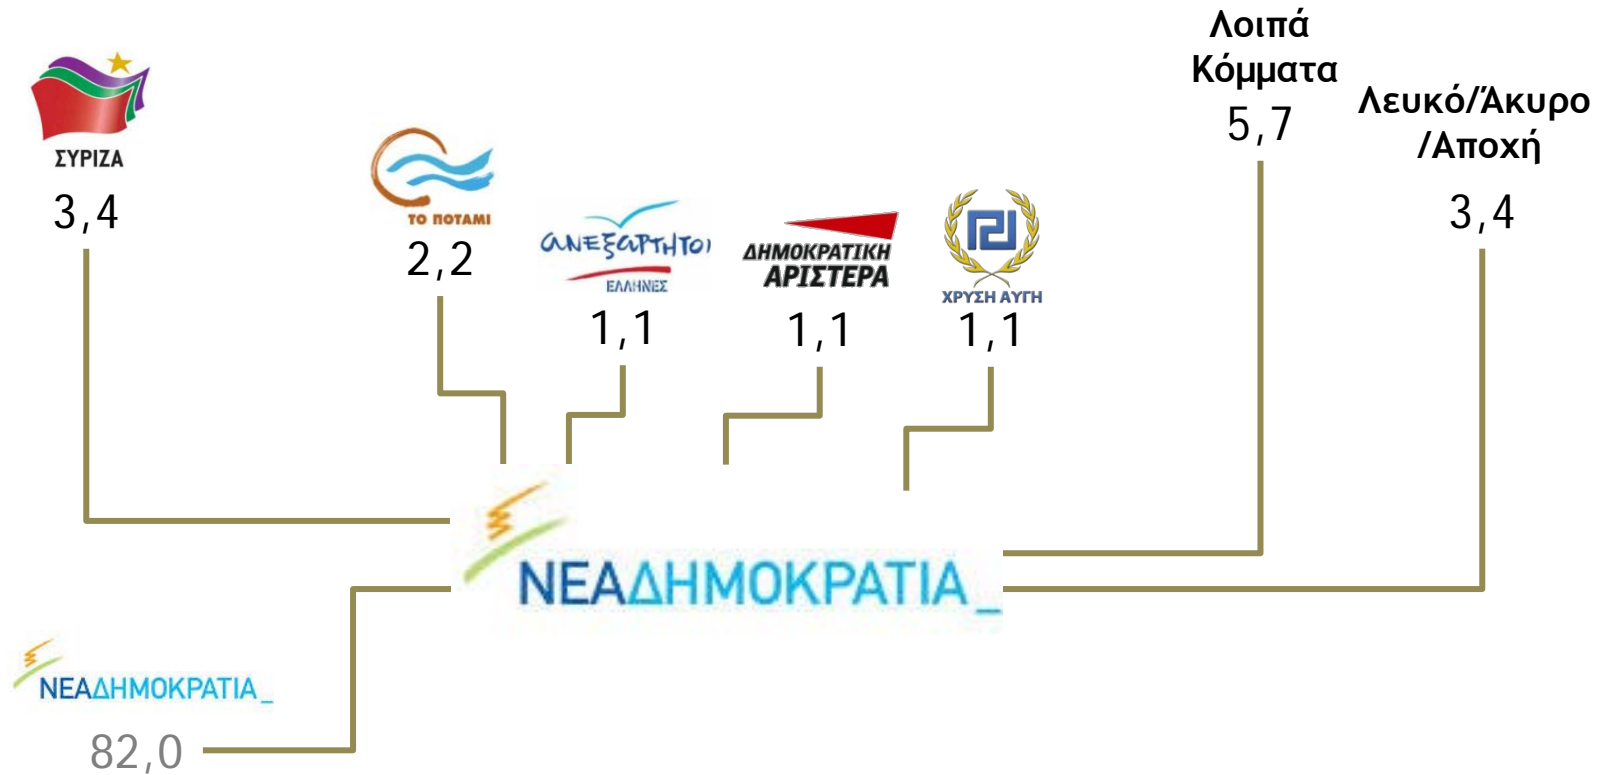 ΣΥΡΙΖΑ
3,4
ΤΟ ΠΟΤΑΜΙ
2,2
ανεξαρτητοι
ΕΛΛΗΝΕΣ
1,1
ΔΗΜΟΚΡΑΤΙΚΗ
ΑΡΙΣΤΕΡΑ
1,1
ΧΡΥΣΗ ΑΥΓΗ
1,1
Λοιπά
Κόμματα
5,7
Λευκό/Άκυρο
/Αποχή
3,4
ΝΕΑΔΗΜΟΚΡΑΤΙΑ_
ΝΕΑΔΗΜΟΚΡΑΤΙΑ_
82,0